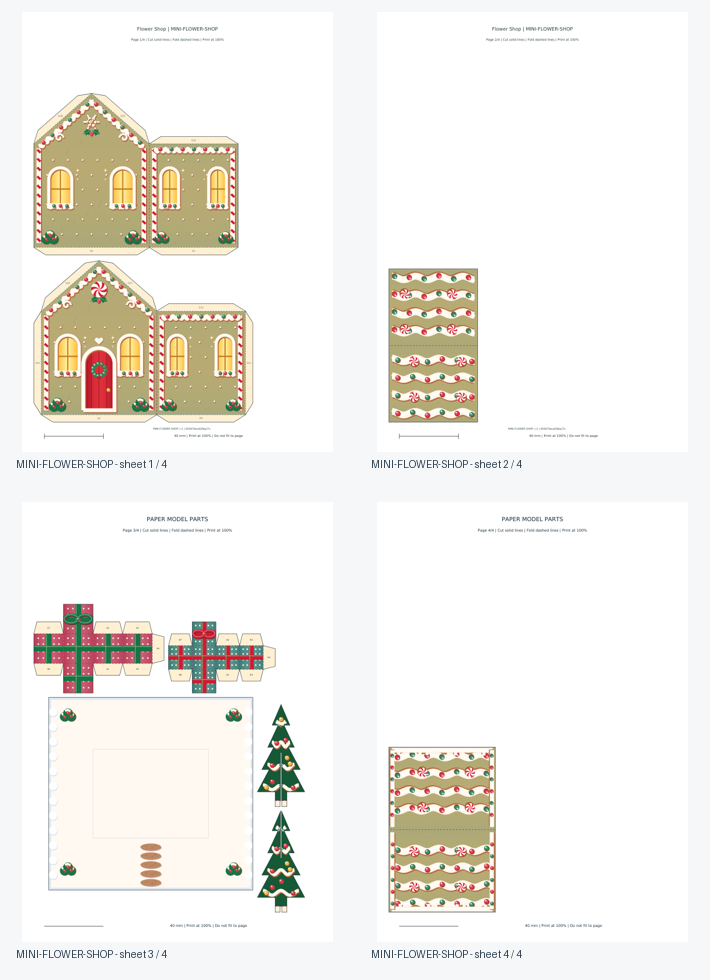 Flower Shop | MINI-FLOWER-SHOP
Page 1/4 | Cut solid lines | Fold dashed lines | Print at 100%
40 mm | Print at 100% | Do not fit to page
MINI-FLOWER-SHOP - sheet 1 / 4
Flower Shop | MINI-FLOWER-SHOP
Page 2/4 | Cut solid lines | Fold dashed lines | Print at 100%
40 mm | Print at 100% | Do not fit to page
MINI-FLOWER-SHOP - sheet 2 / 4
PAPER MODEL PARTS
Page 3/4 | Cut solid lines | Fold dashed lines | Print at 100%
40 mm | Print at 100% | Do not fit to page
MINI-FLOWER-SHOP - sheet 3 / 4
PAPER MODEL PARTS
Page 4/4 | Cut solid lines | Fold dashed lines | Print at 100%
40 mm | Print at 100% | Do not fit to page
MINI-FLOWER-SHOP - sheet 4 / 4